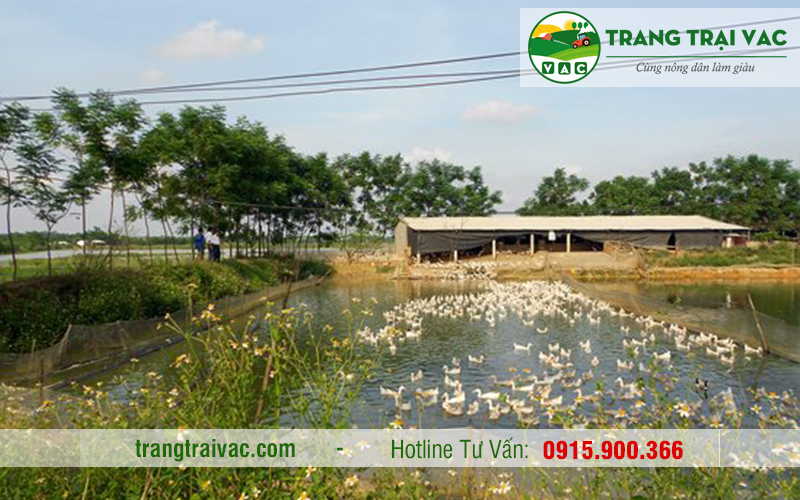 VAC
TRANG TRẠI VAC
Cùng nông dân làm giàu
trangtraivac.com - Hotline Tư Vấn: 0915.900.366